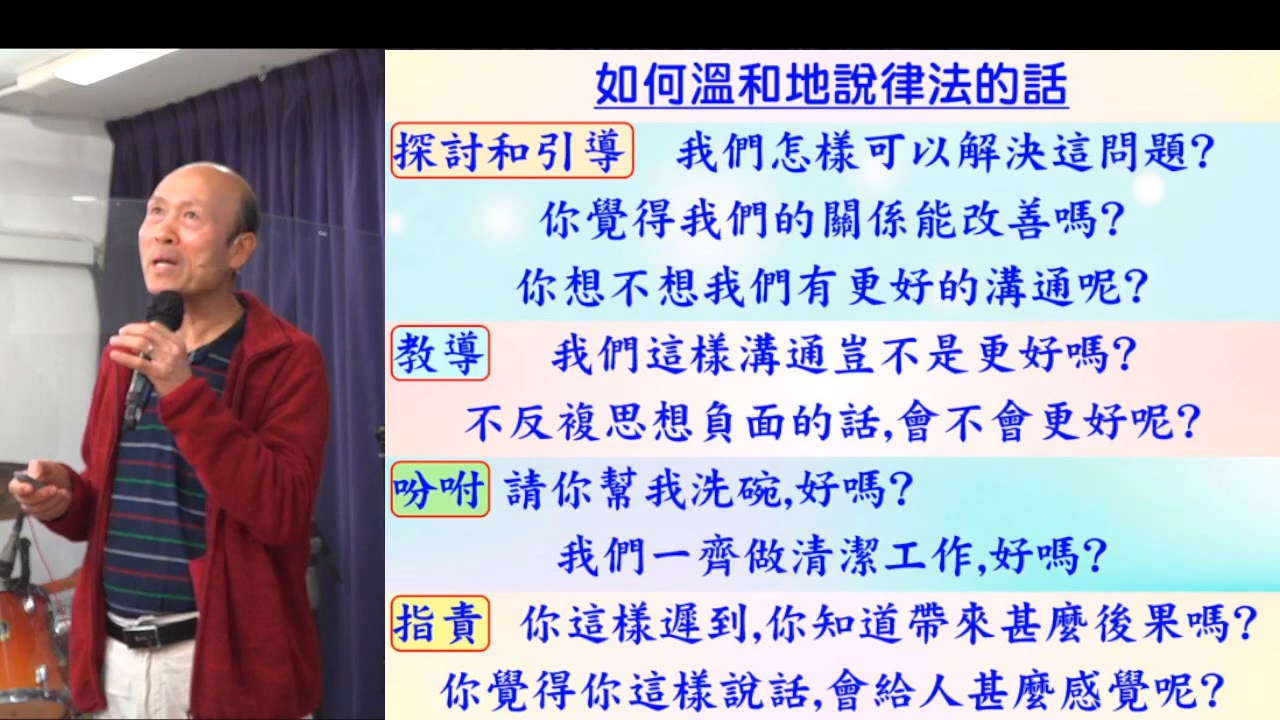 如何溫和地說律法的話
探討和引導 我們怎樣可以解決這問題?
你覺得我們的關係能改善嗎?
你想不想我們有更好的溝通呢?
教導 我們這樣溝通豈不是更好嗎?
不反複思想負面的話,會不會更好呢?
吩咐 請你幫我洗碗,好嗎?
我們一齊做清潔工作,好嗎?
指責 你這樣遲到,你知道帶來甚麼後果嗎?
你覺得你這樣說話,會給人甚麼感覺呢?